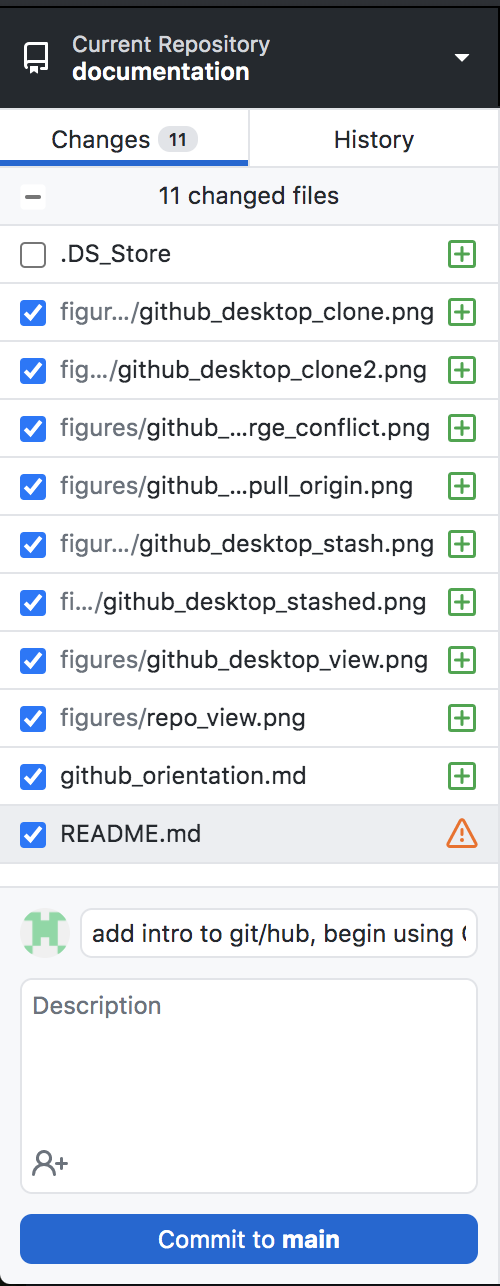 Current Repository
documentation
Changes 11
History
11 changed files
.DS_Store
figur.../github_desktop_clone.png
fig.../github_desktop_clone2.png
figures/github_...rge_conflict.png
figures/github_...pull_origin.png
figur.../github_desktop_stash.png
fi.../github_desktop_stashed.png
figures/github_desktop_view.png
figures/repo_view.png
github_orientation.md
README.md
add intro to git/hub, begin using
Description
Commit to main